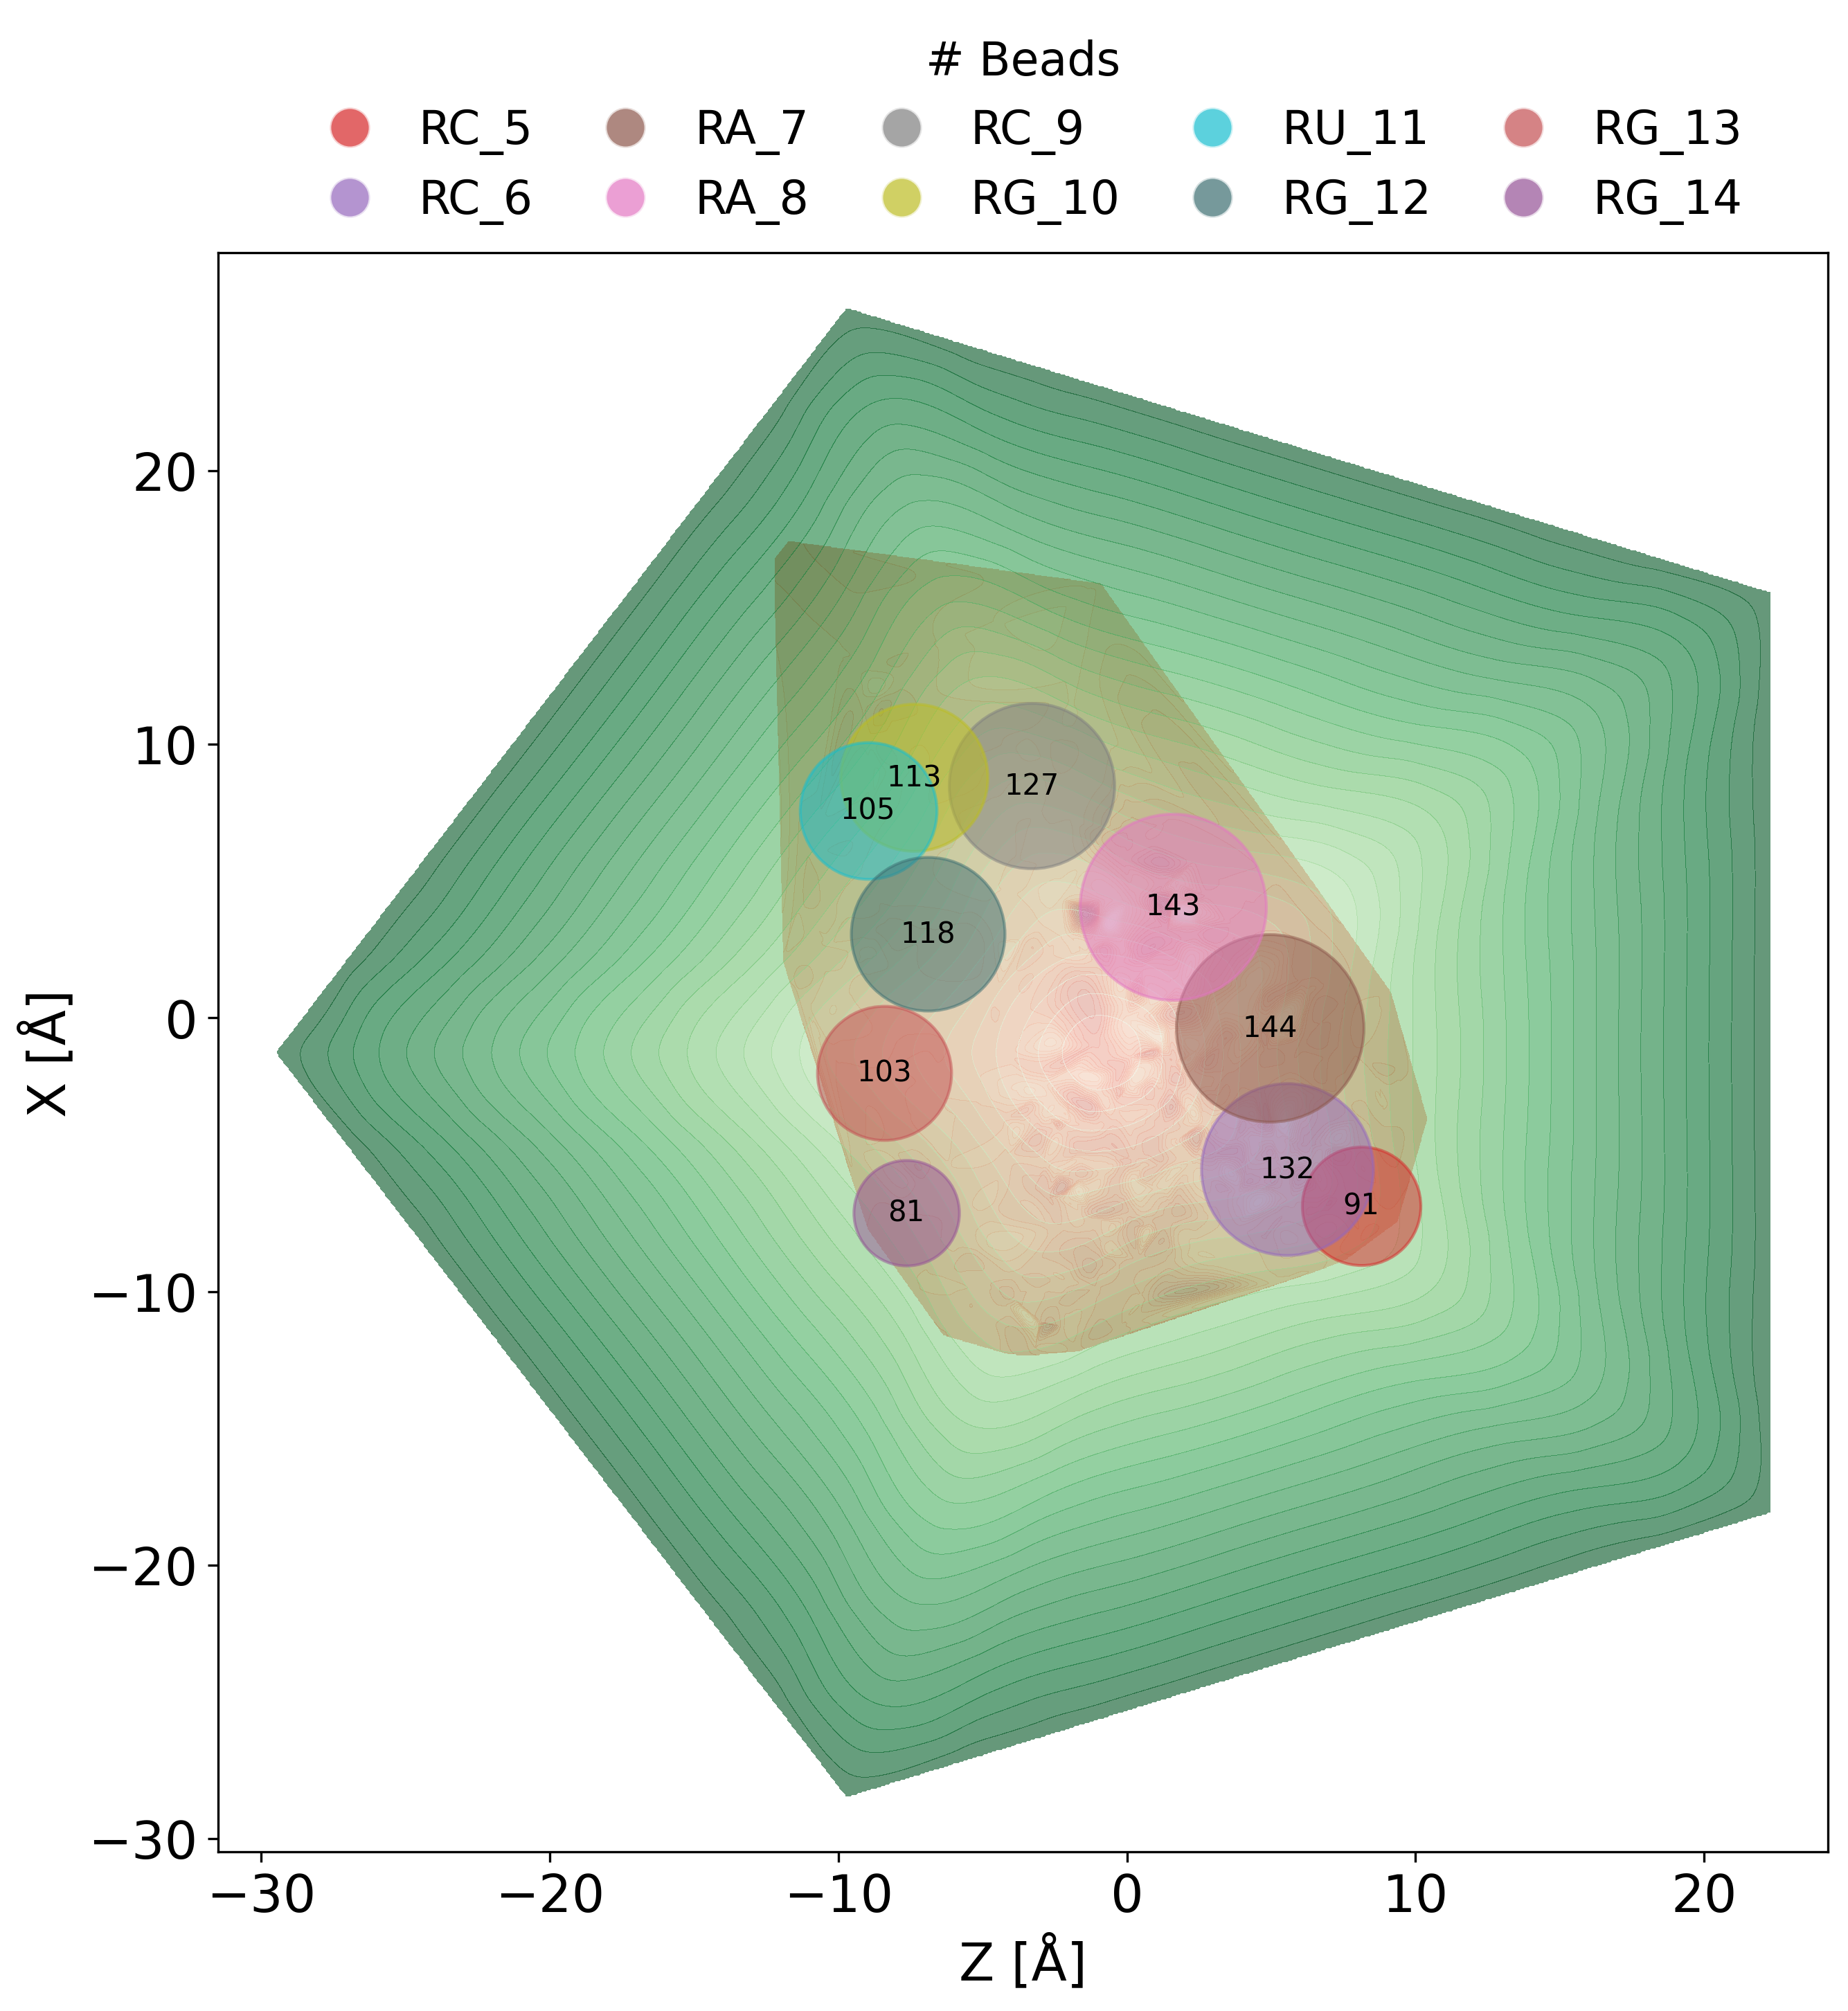 # Beads
RC_5 RA_7 RC_9 RU_11 RG_13
RC_6 RA_8 RG_10 RG_12 RG_14
20
10
0
−10
−20
−30
X [Å]
113
127
105
143
118
144
103
132
91
81
−30 −20 −10 0 10 20
Z [Å]